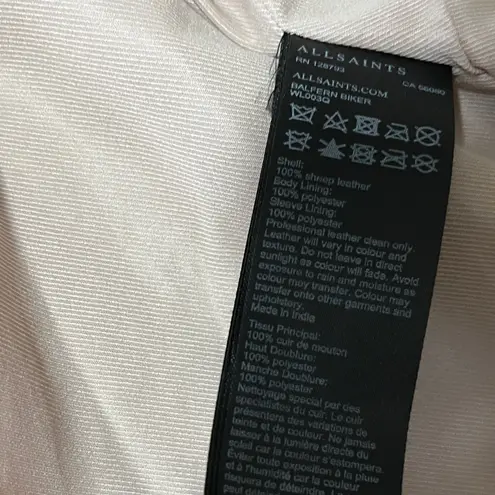 ALLSAINTS
RN 128793
ALLSAINTS.COM
BALFERN BIKER
WL003Q
Shell:
100% sheep leather
Body Lining:
100% polyester
Sleeve Lining:
100% polyester
Professional leather clean only.
Leather will vary in colour and
texture. Do not leave in direct
sunlight as colour will fade. Avoid
exposure to rain and moisture as
colour may transfer. Colour may
transfer onto other garments and
upholstery.
Made in India
Tissu Principal:
100% cuir de mouton
Haut Doublure:
100% polyester
Manche Doublure:
100% polyester
Nettoyage special par des
specialistes du cuir. Le cuir
présentera des variations de
teinte et de couleur. Ne jamais
laisser à la lumière directe du
soleil car la couleur s'estompera.
Éviter toute exposition à la pluie
et à l'humidité car la couleur
risquera de déteindre.